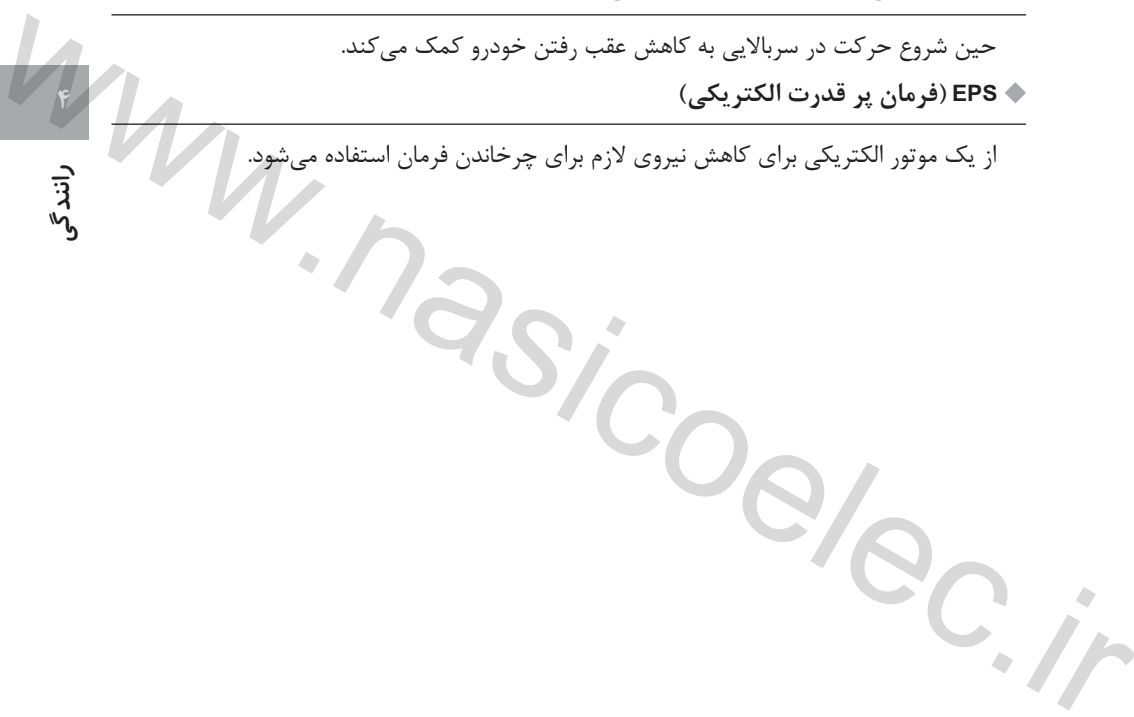 حین شروع حرکت در سربالایی به کاهش عقب رفتن خودرو کمک می‌کند.
EPS (فرمان پر قدرت الکتریکی)
از یک موتور الکتریکی برای کاهش نیروی لازم برای چرخاندن فرمان استفاده می‌شود.
۴
رانندگی
www.nasicoelec.ir